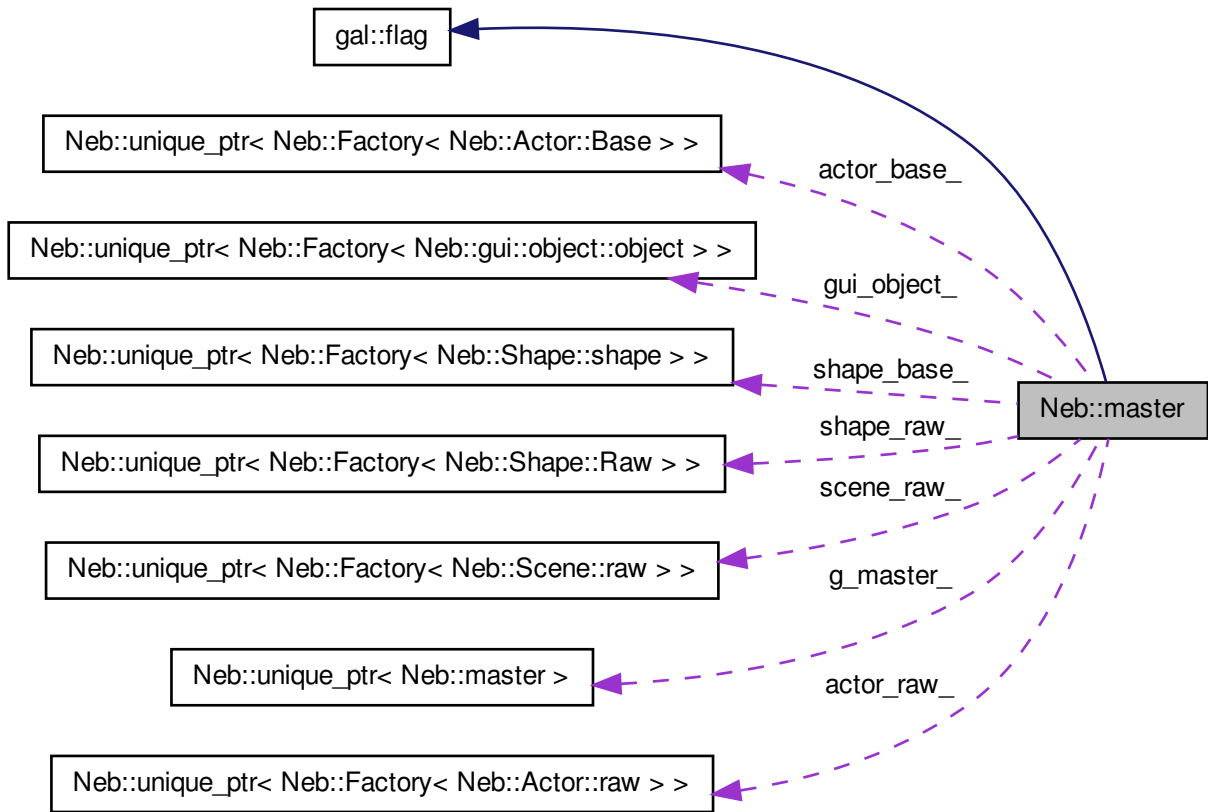 gal::flag
Neb::unique_ptr< Neb::Factory< Neb::Actor::Base > >
actor_base_
Neb::unique_ptr< Neb::Factory< Neb::gui::object::object > >
gui_object_
Neb::unique_ptr< Neb::Factory< Neb::Shape::shape > >
shape_base_
Neb::master
shape_raw_
Neb::unique_ptr< Neb::Factory< Neb::Shape::Raw > >
scene_raw_
Neb::unique_ptr< Neb::Factory< Neb::Scene::raw > >
g_master_
Neb::unique_ptr< Neb::master >
actor_raw_
Neb::unique_ptr< Neb::Factory< Neb::Actor::raw > >